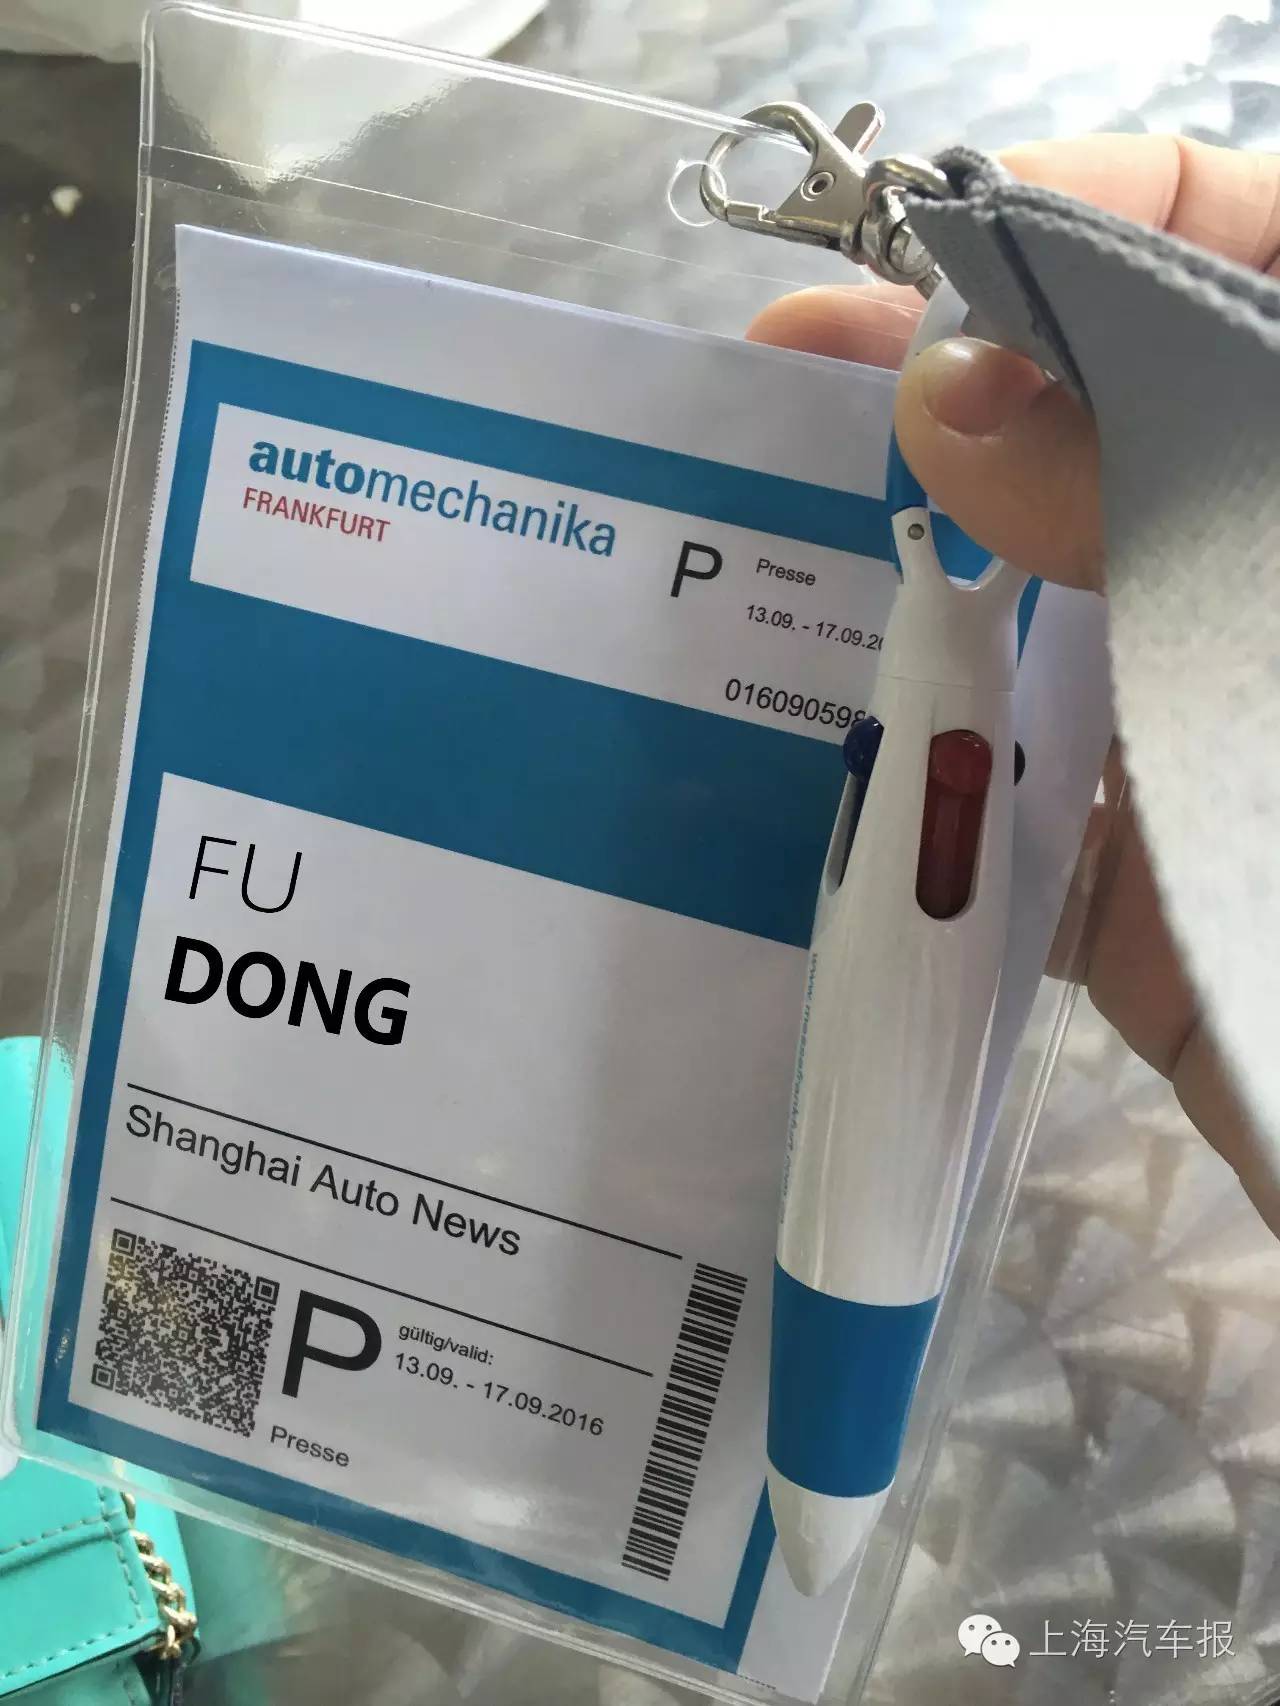 automechanika
FRANKFURT
P
Presse
13.09. - 17.09.20
016090598
FU
DONG
Shanghai Auto News
P
gültig/valid:
13.09. - 17.09.2016
Presse
上海汽车报